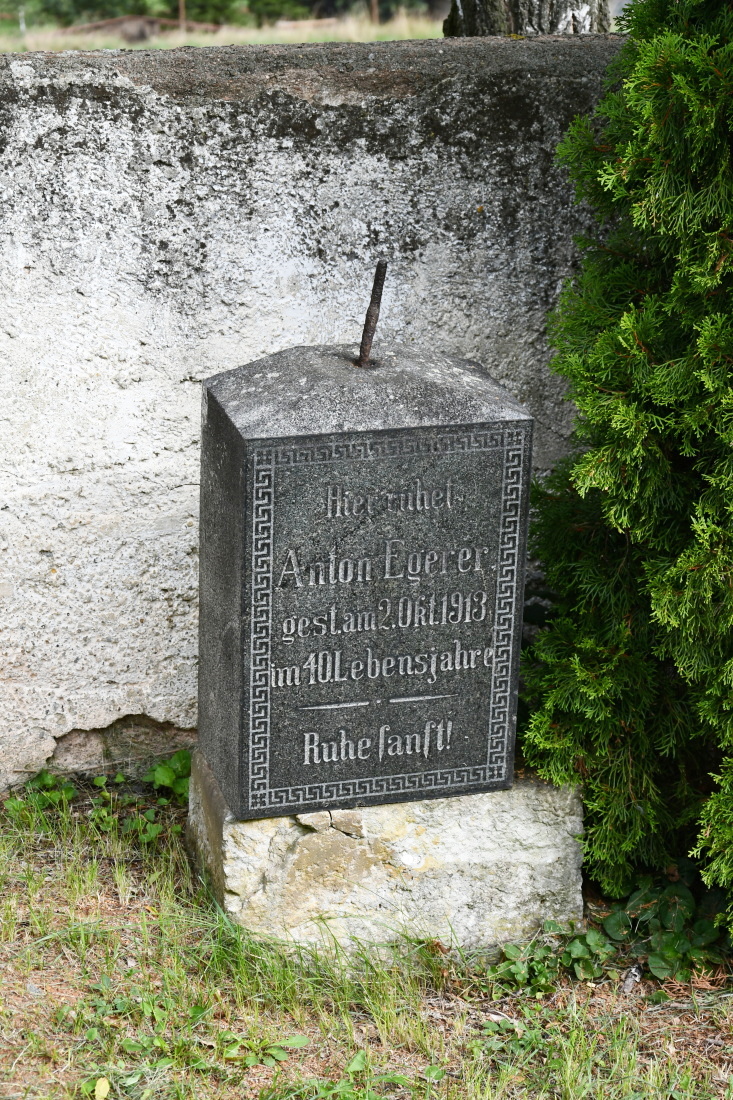 Hier ruhet
Anton Egerer,
gest. am 2. Okt. 1913
im 40. Lebensjahre
Ruhe ſanft!